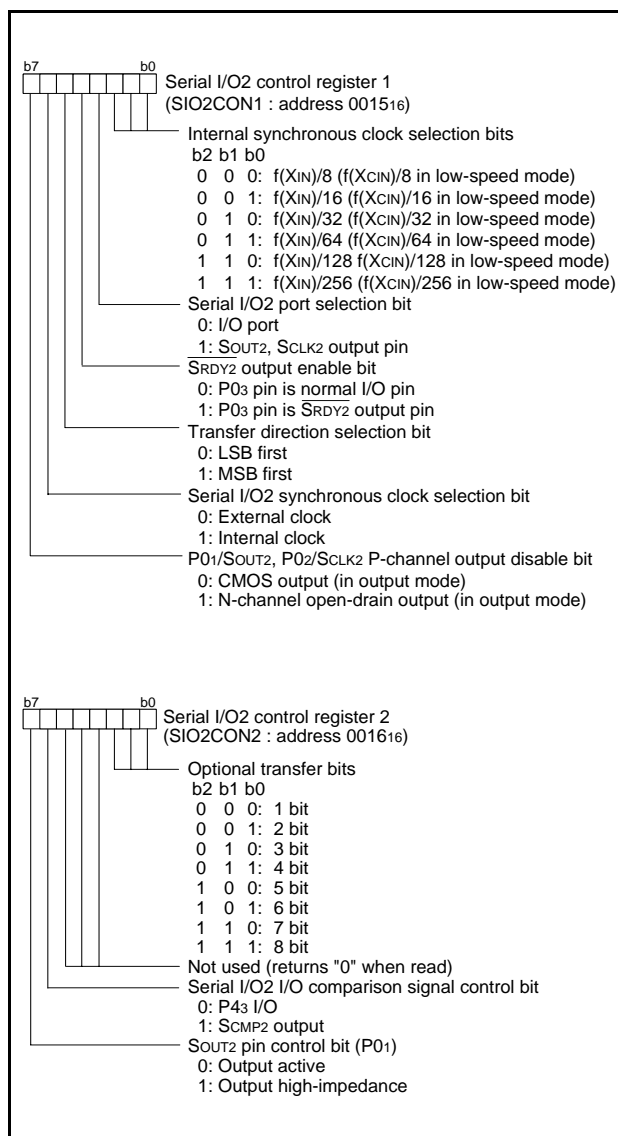 b7 b0
Serial I/O2 control register 1
(SIO2CON1 : address 001516)
Internal synchronous clock selection bits
b2 b1 b0
0 0 0: f(XIN)/8 (f(XCIN)/8 in low-speed mode)
0 0 1: f(XIN)/16 (f(XCIN)/16 in low-speed mode)
0 1 0: f(XIN)/32 (f(XCIN)/32 in low-speed mode)
0 1 1: f(XIN)/64 (f(XCIN)/64 in low-speed mode)
1 1 0: f(XIN)/128 f(XCIN)/128 in low-speed mode)
1 1 1: f(XIN)/256 (f(XCIN)/256 in low-speed mode)
Serial I/O2 port selection bit
0: I/O port
1: SOUT2, SCLK2 output pin
SRDY2 output enable bit
0: P03 pin is normal I/O pin
1: P03 pin is SRDY2 output pin
Transfer direction selection bit
0: LSB first
1: MSB first
Serial I/O2 synchronous clock selection bit
0: External clock
1: Internal clock
P01/SOUT2, P02/SCLK2 P-channel output disable bit
0: CMOS output (in output mode)
1: N-channel open-drain output (in output mode)
b7 b0
Serial I/O2 control register 2
(SIO2CON2 : address 001616)
Optional transfer bits
b2 b1 b0
0 0 0: 1 bit
0 0 1: 2 bit
0 1 0: 3 bit
0 1 1: 4 bit
1 0 0: 5 bit
1 0 1: 6 bit
1 1 0: 7 bit
1 1 1: 8 bit
Not used (returns "0" when read)
Serial I/O2 I/O comparison signal control bit
0: P43 I/O
1: SCMP2 output
SOUT2 pin control bit (P01)
0: Output active
1: Output high-impedance